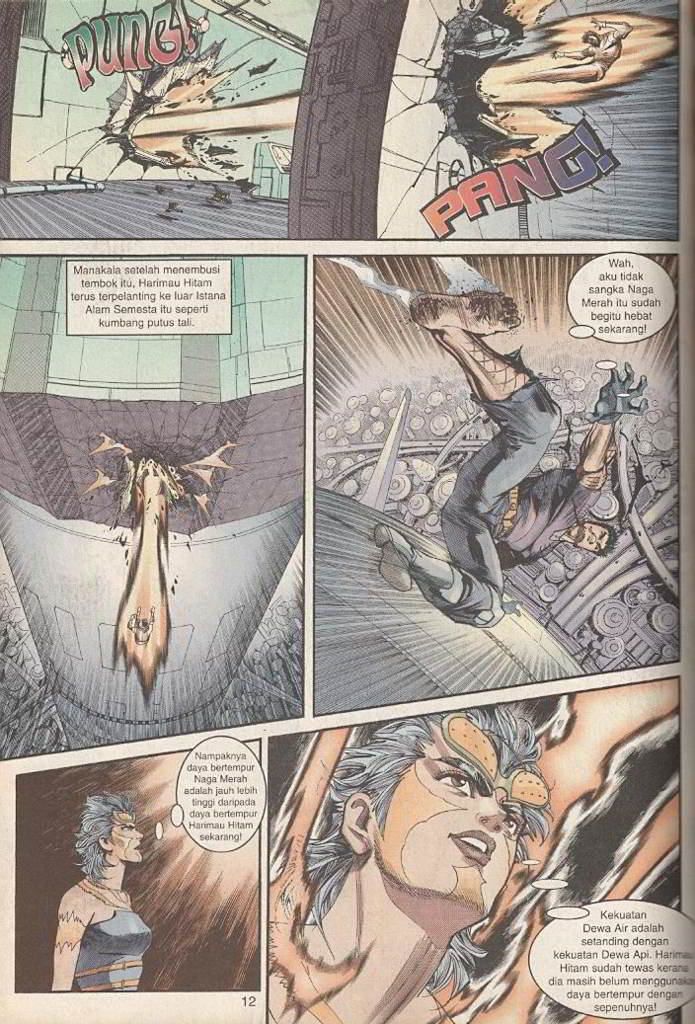 PUNG!
PANG!
Manakala setelah menembusi
tembok itu, Harimau Hitam
terus terpelanting ke luar Istana
Alam Semesta itu seperti
kumbang putus tali.
Wah,
aku tidak
sangka Naga
Merah itu sudah
begitu hebat
sekarang!
Nampaknya
daya bertempur
Naga Merah
adalah jauh lebih
tinggi daripada
daya bertempur
Harimau Hitam
sekarang!
Kekuatan
Dewa Air adalah
setanding dengan
kekuatan Dewa Api. Harimau
Hitam sudah tewas kerana
dia masih belum menggunakan
daya bertempur dengan
sepenuhnya!
12